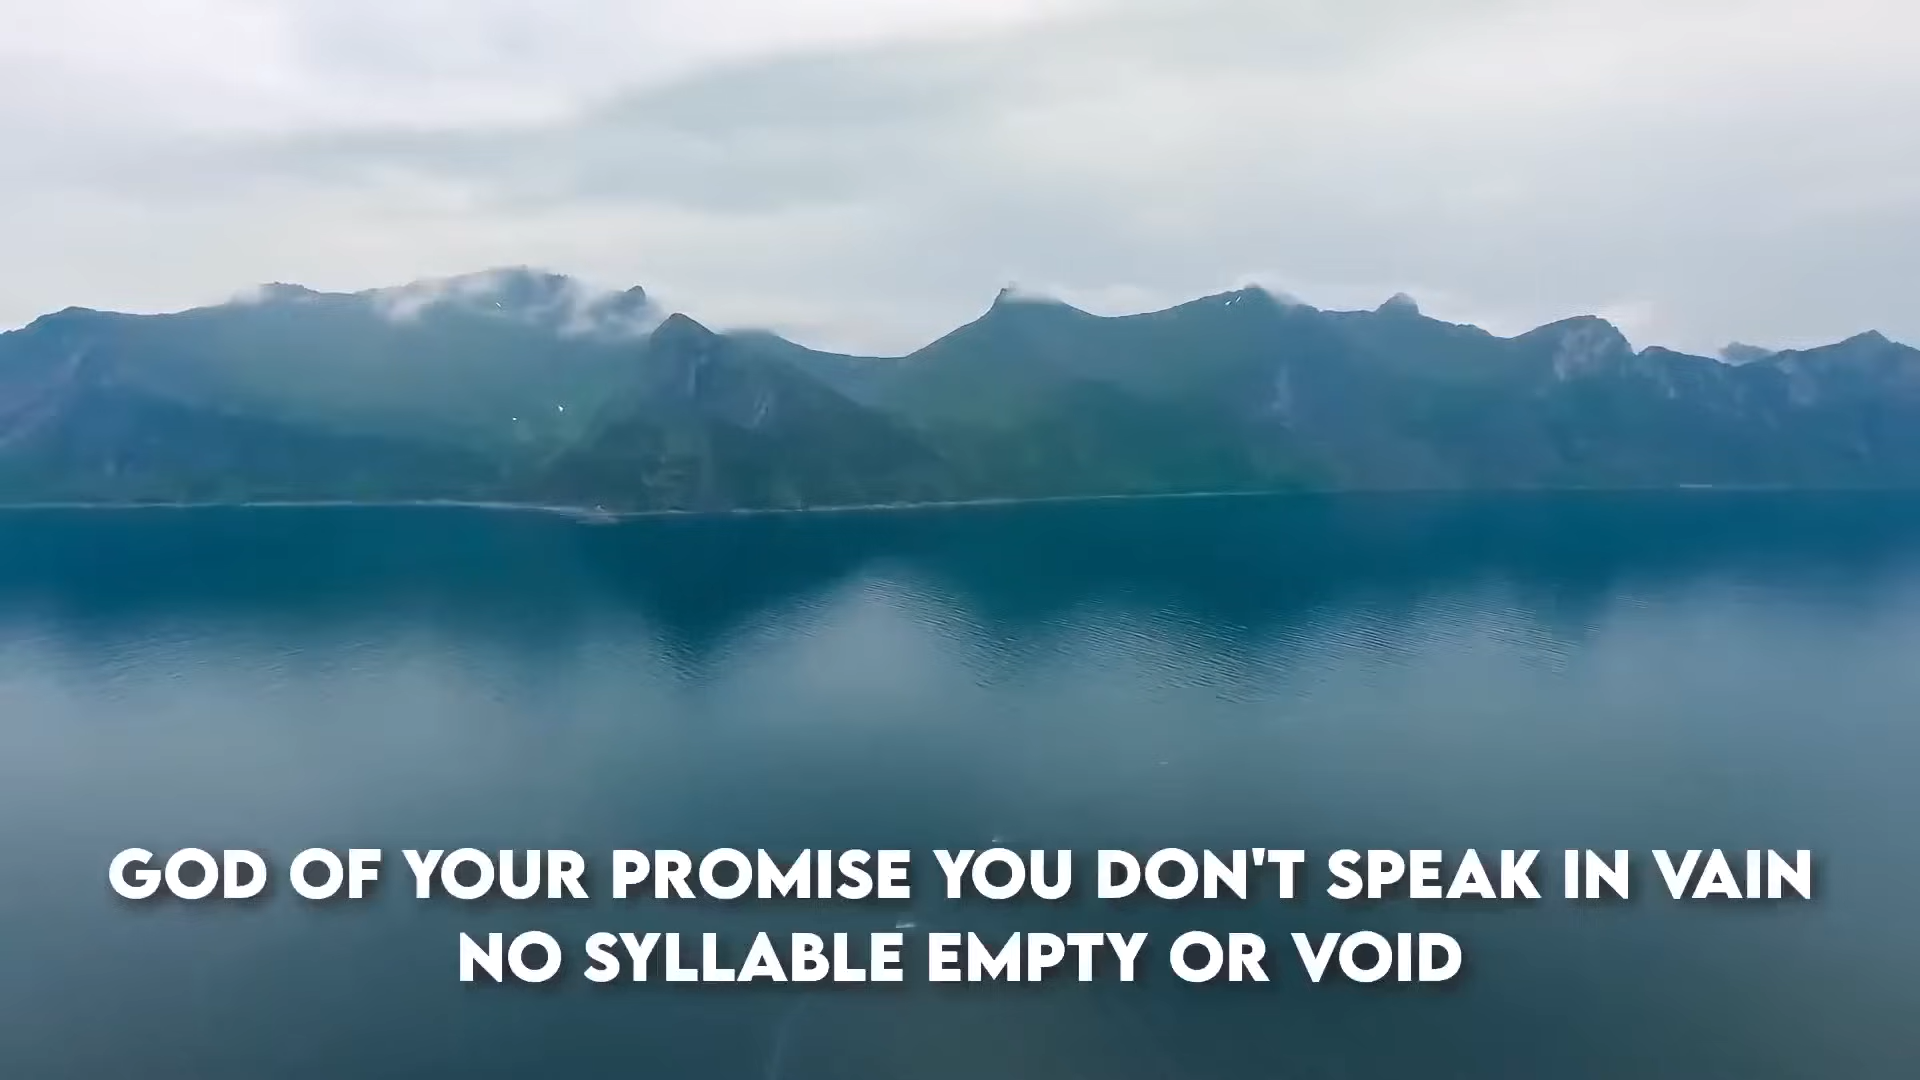 GOD OF YOUR PROMISE YOU DON'T SPEAK IN VAIN
NO SYLLABLE EMPTY OR VOID